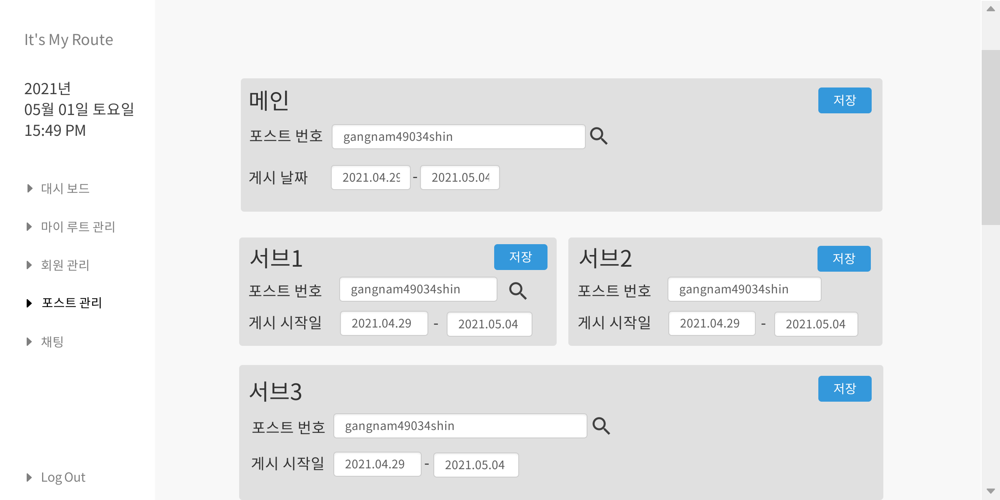 It's My Route
2021년
05월 01일 토요일
15:49 PM
대시 보드
마이 루트 관리
회원 관리
포스트 관리
채팅
Log Out
메인
저장
포스트 번호 gangnam49034shin
게시 날짜 2021.04.29 - 2021.05.04
서브1
저장
포스트 번호 gangnam49034shin
게시 시작일 2021.04.29 - 2021.05.04
서브2
저장
포스트 번호 gangnam49034shin
게시 시작일 2021.04.29 - 2021.05.04
서브3
저장
포스트 번호 gangnam49034shin
게시 시작일 2021.04.29 - 2021.05.04